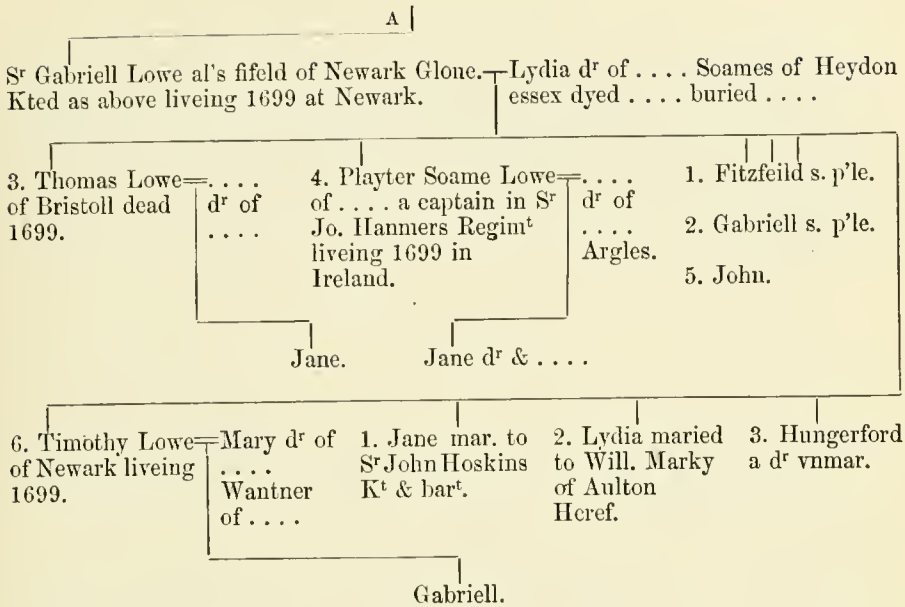 A
Sr Gabriell Lowe al's fifeld of Newark Glonc.
Kted as above liveing 1699 at Newark.
Lydia dr of . . . . Soames of Heydon
essex dyed . . . . buried . . . .
3. Thomas Lowe
of Bristoll dead
1699.
. . . .
dr of
. . . .
4. Playter Soame Lowe
of . . . . a captain in Sr
Jo. Hanmers Regimt
liveing 1699 in
Ireland.
. . . .
dr of
. . . .
Argles.
1. Fitzfeild s. p'le.
2. Gabriell s. p'le.
5. John.
Jane.
Jane dr & . . . .
6. Timothy Lowe
of Newark liveing
1699.
Mary dr of
. . . .
Wantner
of . . . .
1. Jane mar. to
Sr John Hoskins
Kt & bart.
2. Lydia maried
to Will. Marky
of Aulton
Heref.
3. Hungerford
a dr vnmar.
Gabriell.